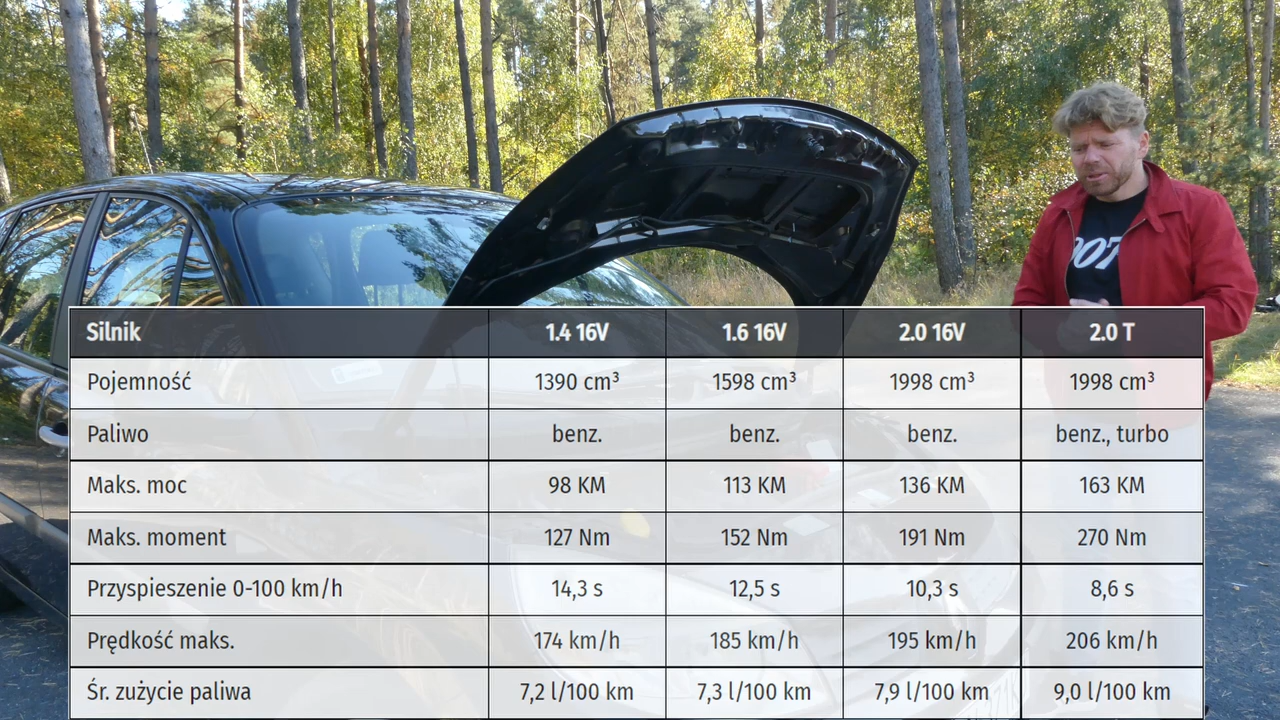 007
Silnik 1.4 16V 1.6 16V 2.0 16V 2.0 T
Pojemność 1390 cm³ 1598 cm³ 1998 cm³ 1998 cm³
Paliwo benz. benz. benz. benz., turbo
Maks. moc 98 KM 113 KM 136 KM 163 KM
Maks. moment 127 Nm 152 Nm 191 Nm 270 Nm
Przyspieszenie 0-100 km/h 14,3 s 12,5 s 10,3 s 8,6 s
Prędkość maks. 174 km/h 185 km/h 195 km/h 206 km/h
Śr. zużycie paliwa 7,2 l/100 km 7,3 l/100 km 7,9 l/100 km 9,0 l/100 km